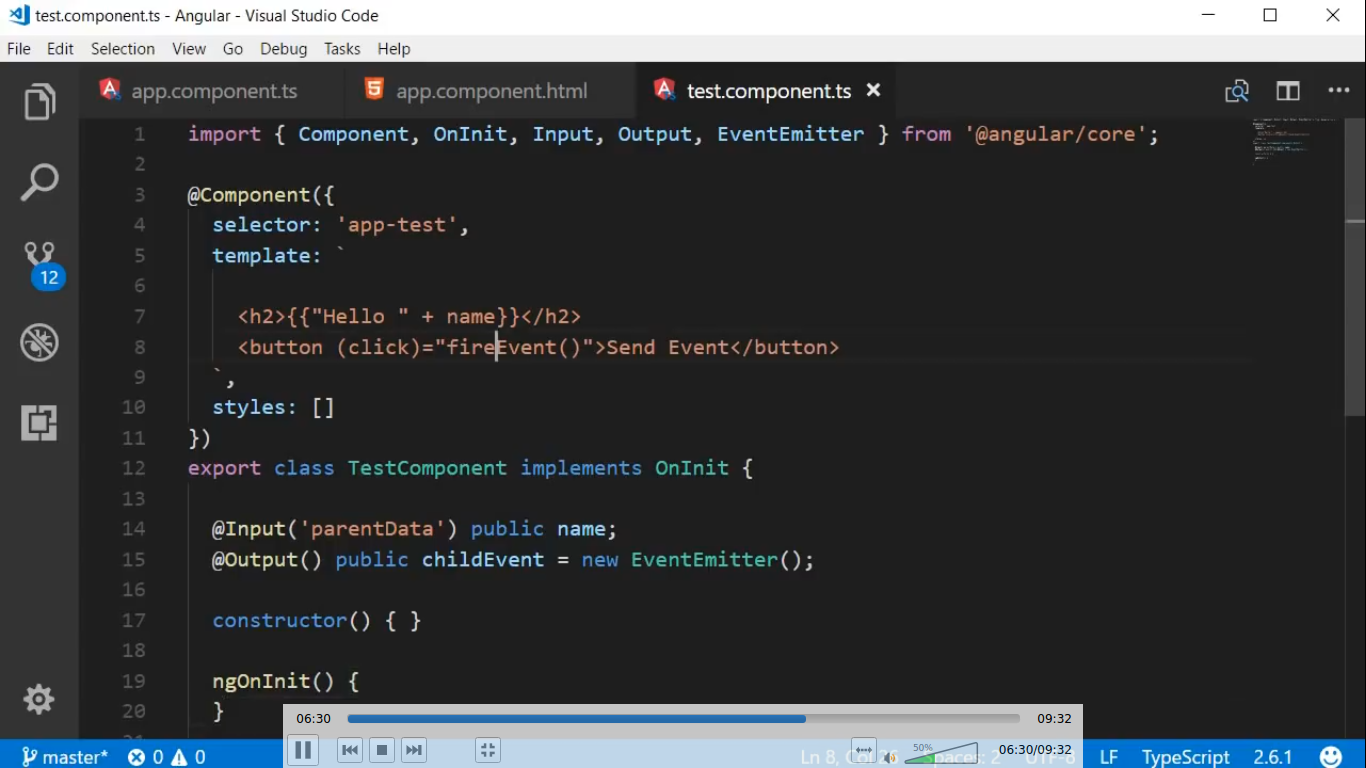 test.component.ts - Angular - Visual Studio Code
File Edit Selection View Go Debug Tasks Help
app.component.ts app.component.html test.component.ts
1 import { Component, OnInit, Input, Output, EventEmitter } from '@angular/core';
2
3 @Component({
4 selector: 'app-test',
5 template: `
6
7 <h2>{{"Hello " + name}}</h2>
8 <button (click)="fireEvent()">Send Event</button>
9 `,
10 styles: []
11 })
12 export class TestComponent implements OnInit {
13
14 @Input('parentData') public name;
15 @Output() public childEvent = new EventEmitter();
16
17 constructor() { }
18
19 ngOnInit() {
20 }
12
06:30 09:32
50% 06:30/09:32
master* 0 0 Ln 8, Col 26 Spaces: 2 UTF-8 LF TypeScript 2.6.1